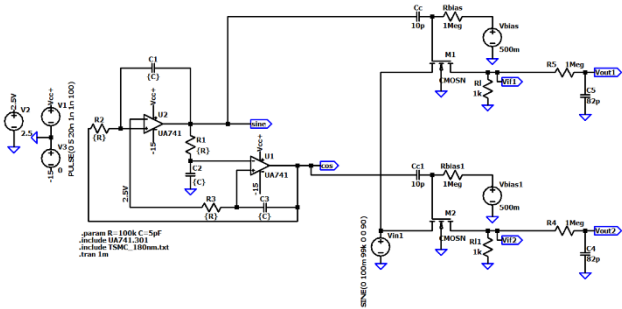 Cc
10p
Rbias
1Meg
Vbias
500m
M1
CMOSN
Rl
1k
Vif1
R5
1Meg
Vout1
C5
82p
C1
{C}
Vcc+
U2
UA741
-15
sine
R2
{R}
2.5V
V2
2.5
Vcc+
V1
V3
-15
0
PULSE(0 5 20n 1n 1n 100)
R1
{R}
C2
{C}
Vcc+
U1
UA741
-15
cos
2.5V
R3
{R}
C3
{C}
.param R=100k C=5pF
.include UA741.301
.include TSMC_180nm.txt
.tran 1m
Cc1
10p
Rbias1
1Meg
Vbias1
500m
M2
CMOSN
Vin1
SINE(0 100m 99k 0 0 90)
Rl1
1k
Vif2
R4
1Meg
Vout2
C4
82p